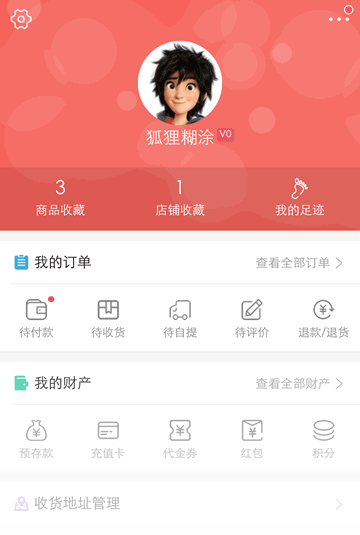 狐狸糊涂 V0
3 1
商品收藏 店铺收藏 我的足迹
我的订单 查看全部订单
待付款 待收货 待自提 待评价 退款/退货
我的财产 查看全部财产
预存款 充值卡 代金券 红包 积分
收货地址管理